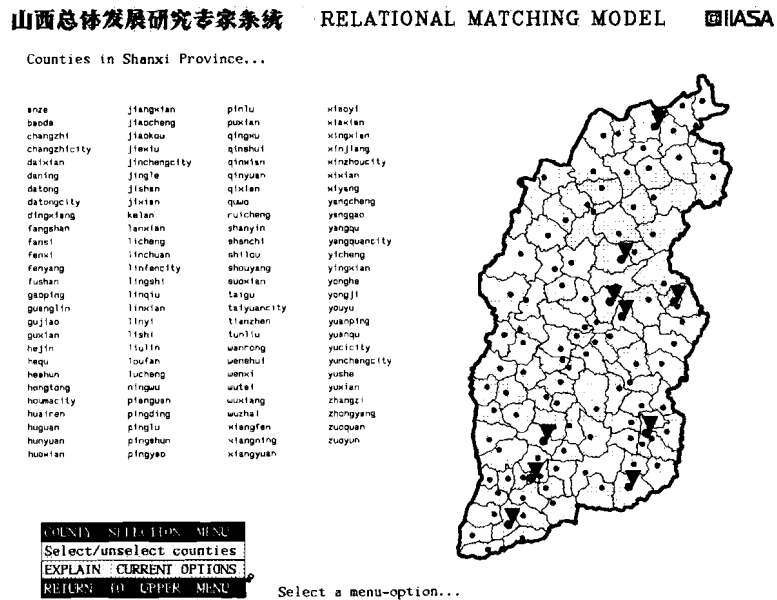 山西总体发展研究专家系统 RELATIONAL MATCHING MODEL ©IIASA
Counties in Shanxi Province...
anze jiangxian pinlu xiaoyi
baode jiaocheng puxian xiaxian
changzhi jiaokou qingxu xingxian
changzhicity jiexiu qinshui xinjiang
daixian jinchengcity qinxian xinzhoucity
daning jingle qinyuan xixian
datong jishan qixian xiyang
datongcity jixian quwo yangcheng
dingxiang kelan ruicheng yanggao
fangshan lanxian shanyin yangqu
fansi licheng shanchi yangquancity
fenxi linchuan shilou yicheng
fenyang linfencity shouyang yingxian
fushan lingshi suoxian yonghe
gaoping linqiu taigu yongji
guanglin linxian taiyuancity youyu
gujiao linyi tianzhen yuanping
guxian lishi tunliu yuanqu
hejin liulin wanrong yucicity
hequ loufan wenshui yunchengcity
heshun lucheng wenxi yushe
hongtong ningwu wutai yuxian
houmacity pianguan wuxiang zhangzi
huairen pingding wuzhai zhongyang
huguan pinglu xiangfen zuoquan
hunyuan pingshun xiangning zuoyun
huoxian pingyao xiangyuan
COUNTY SELECTION MENU
Select/unselect counties
EXPLAIN CURRENT OPTIONS
RETURN TO UPPER MENU
Select a menu-option...